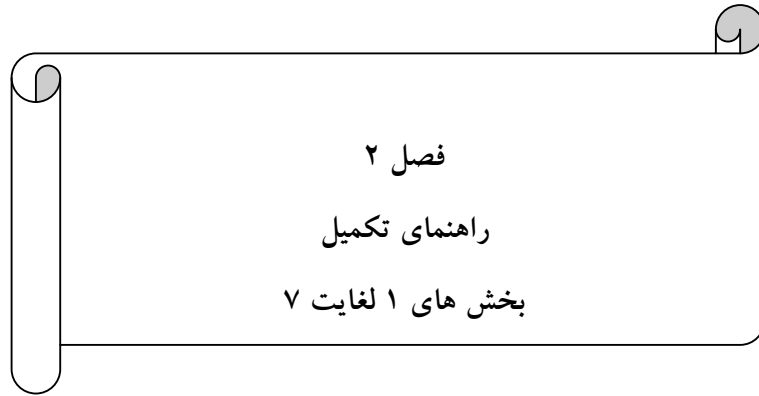 فصل ۲
راهنمای تکمیل
بخش های ۱ لغایت ۷